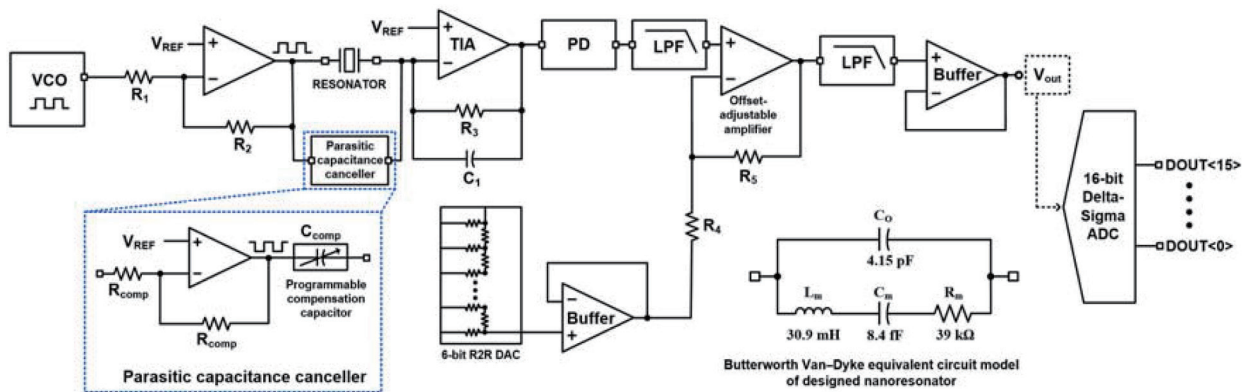 VCO
R1
VREF
R2
RESONATOR
VREF
TIA
R3
C1
Parasitic
capacitance
canceller
PD
LPF
Offset-
adjustable
amplifier
R5
R4
LPF
Buffer
Vout
16-bit
Delta-
Sigma
ADC
DOUT<15>
DOUT<0>
VREF
Rcomp
Rcomp
Ccomp
Programmable
compensation
capacitor
Parasitic capacitance canceller
6-bit R2R DAC
Buffer
CO
4.15 pF
Lm
Cm
Rm
30.9 mH
8.4 fF
39 kΩ
Butterworth Van–Dyke equivalent circuit model
of designed nanoresonator